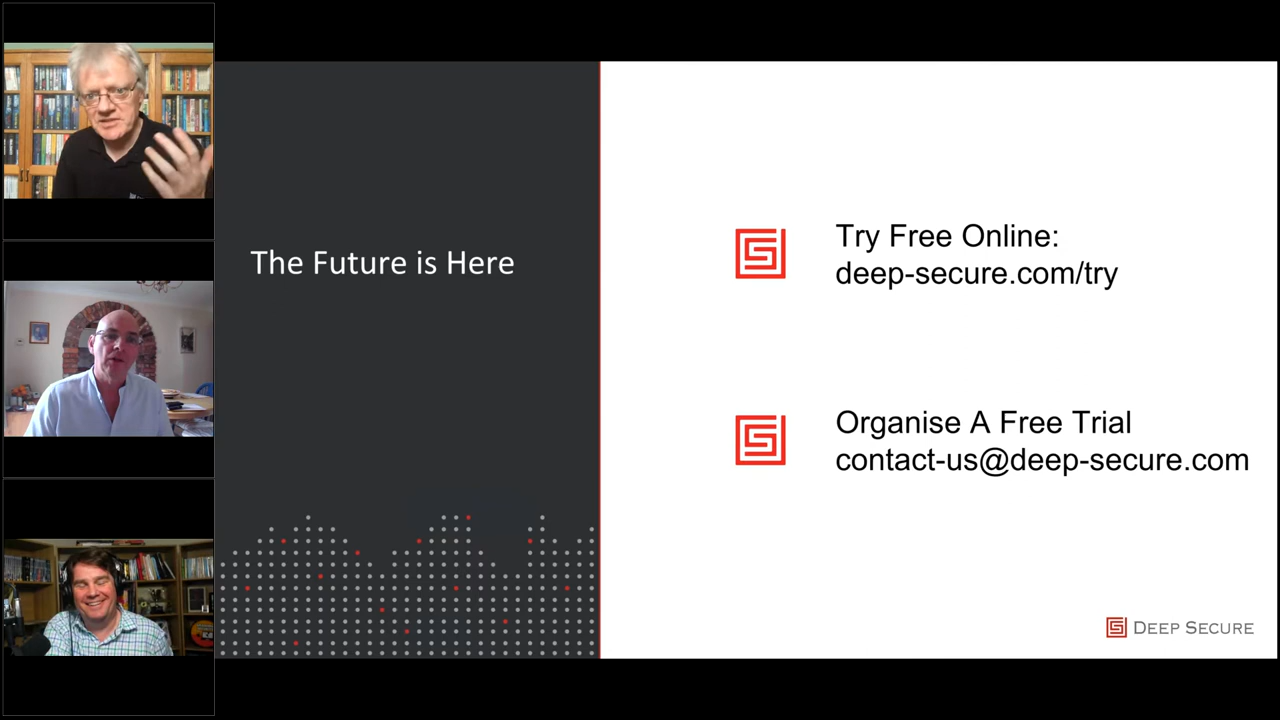 The Future is Here
Try Free Online:
deep-secure.com/try
Organise A Free Trial
contact-us@deep-secure.com
DEEP SECURE